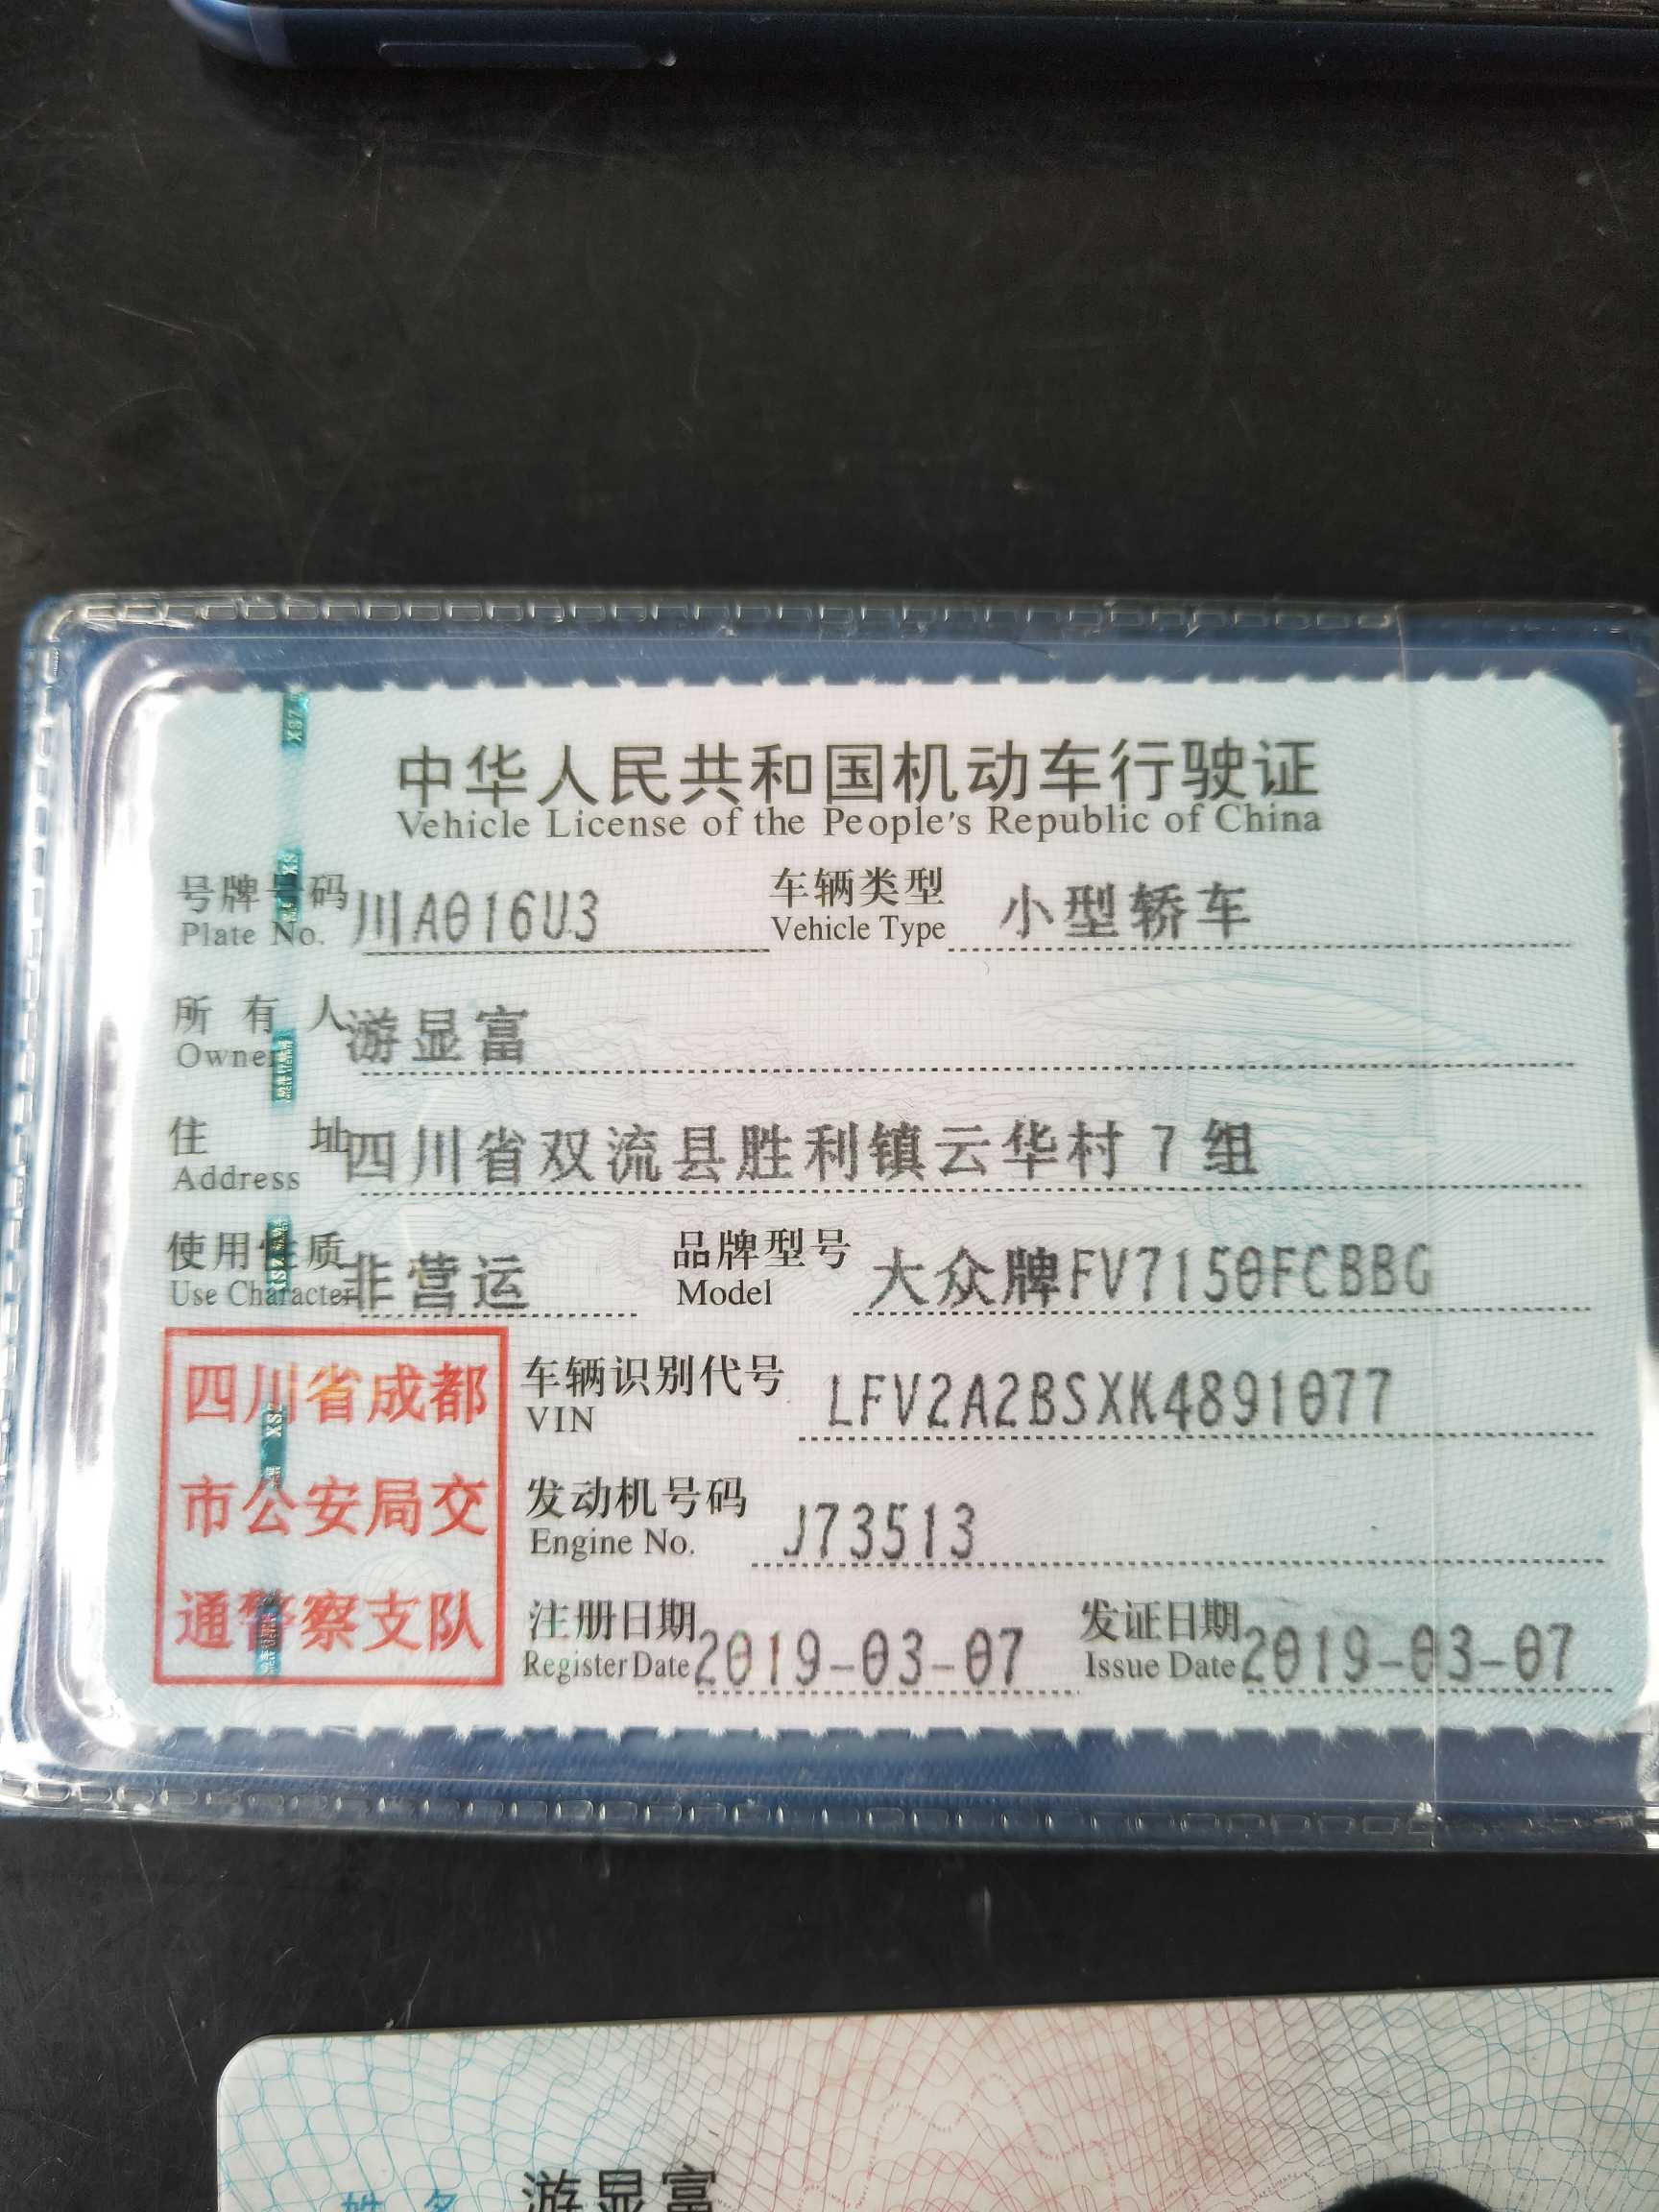 中华人民共和国机动车行驶证
Vehicle License of the People's Republic of China
号牌号码 川A016U3 车辆类型 小型轿车
Plate No. Vehicle Type
所有人 游显富
Owner
住址 四川省双流县胜利镇云华村7组
Address
使用性质 非营运 品牌型号 大众牌FV7150FCBBG
Use Character Model
四川省成都
市公安局交
通警察支队
车辆识别代号 LFV2A2BSXK4891077
VIN
发动机号码 J73513
Engine No.
注册日期 2019-03-07 发证日期 2019-03-07
Register Date Issue Date
姓名 游显富